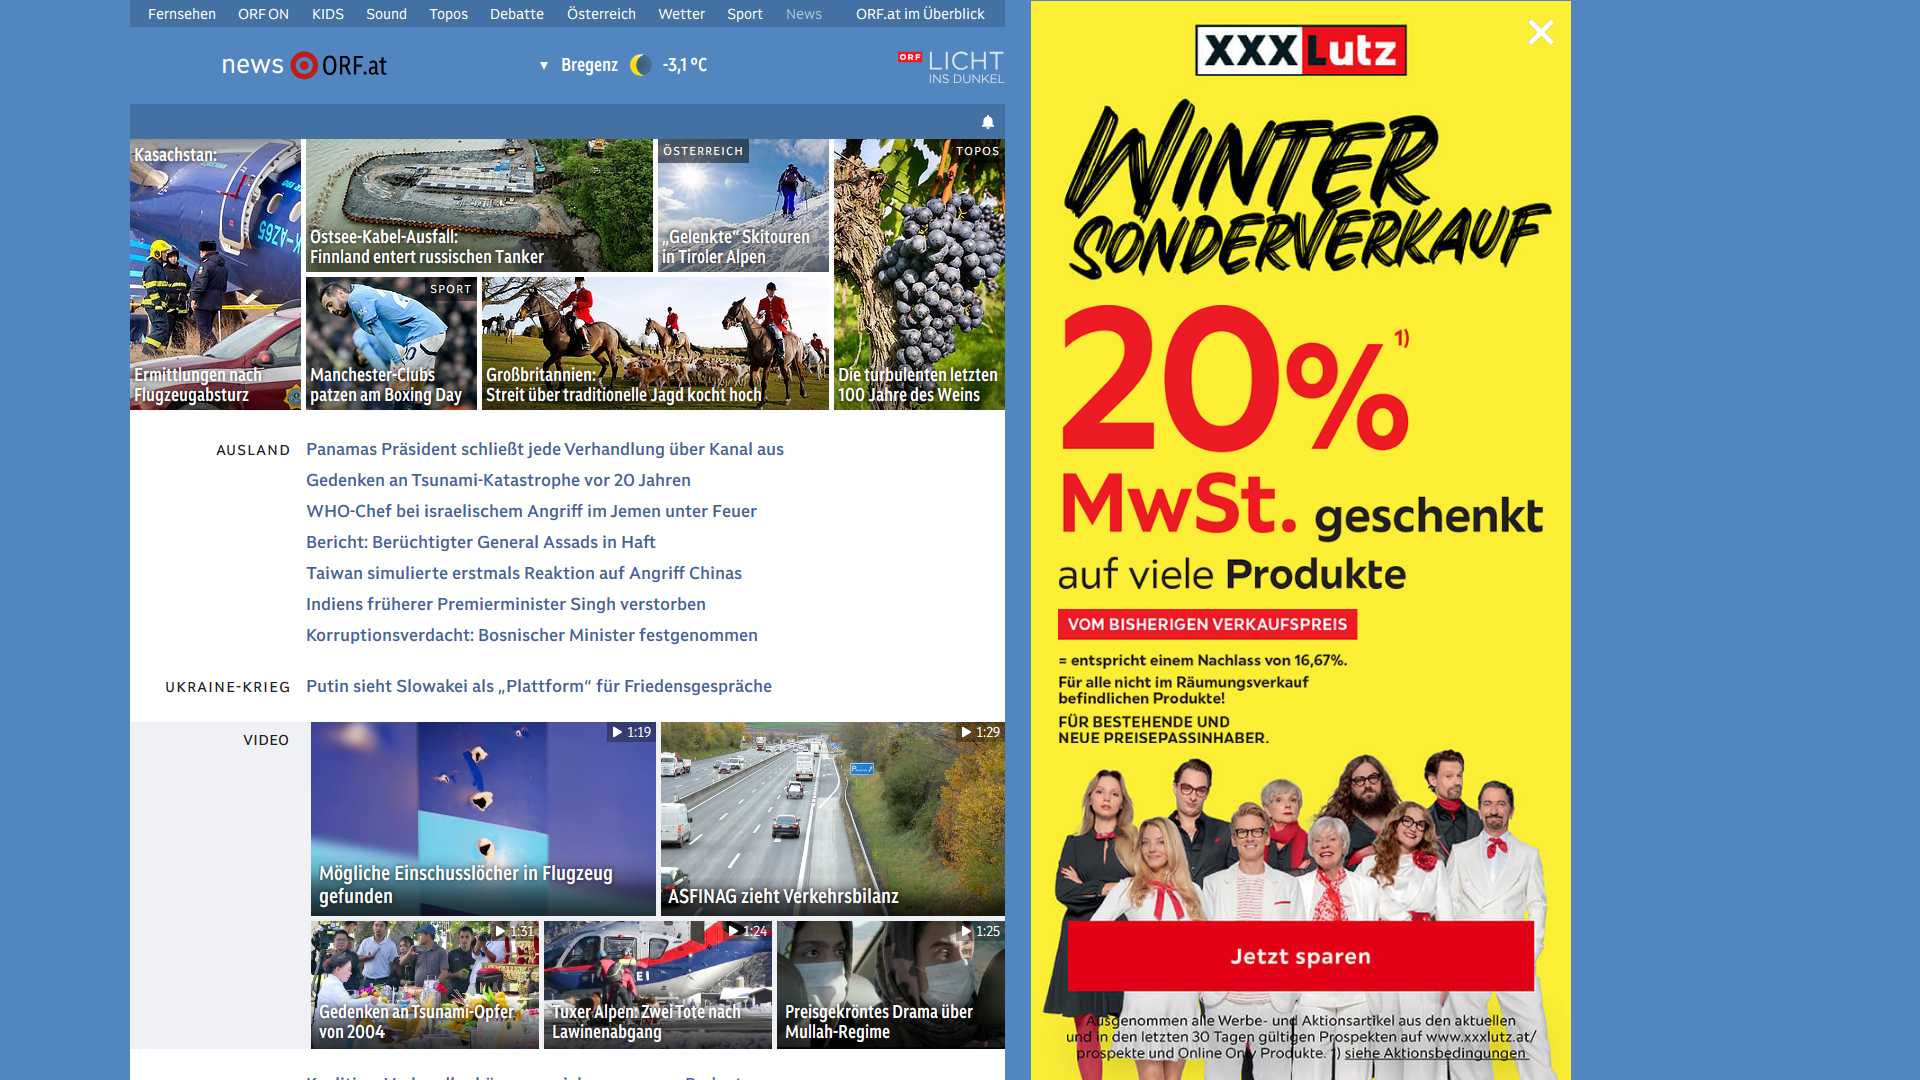 Fernsehen ORF ON KIDS Sound Topos Debatte Österreich Wetter Sport News ORF.at im Überblick
news ORF.at
▼ Bregenz -3,1 °C
ORF LICHT
INS DUNKEL
Kasachstan:
Ermittlungen nach
Flugzeugabsturz
Ostsee-Kabel-Ausfall:
Finnland entert russischen Tanker
ÖSTERREICH
„Gelenkte“ Skitouren
in Tiroler Alpen
TOPOS
Die turbulenten letzten
100 Jahre des Weins
SPORT
Manchester-Clubs
patzen am Boxing Day
Großbritannien:
Streit über traditionelle Jagd kocht hoch
AUSLAND
Panamas Präsident schließt jede Verhandlung über Kanal aus
Gedenken an Tsunami-Katastrophe vor 20 Jahren
WHO-Chef bei israelischem Angriff im Jemen unter Feuer
Bericht: Berüchtigter General Assads in Haft
Taiwan simulierte erstmals Reaktion auf Angriff Chinas
Indiens früherer Premierminister Singh verstorben
Korruptionsverdacht: Bosnischer Minister festgenommen
UKRAINE-KRIEG
Putin sieht Slowakei als „Plattform“ für Friedensgespräche
VIDEO
1:19
Mögliche Einschusslöcher in Flugzeug
gefunden
1:29
ASFINAG zieht Verkehrsbilanz
1:31
Gedenken an Tsunami-Opfer
von 2004
1:24
Tuxer Alpen: Zwei Tote nach
Lawinenabgang
1:25
Preisgekröntes Drama über
Mullah-Regime
XXXLutz
WINTER
SONDERVERKAUF
20% 1)
MwSt. geschenkt
auf viele Produkte
VOM BISHERIGEN VERKAUFSPREIS
= entspricht einem Nachlass von 16,67%.
Für alle nicht im Räumungsverkauf
befindlichen Produkte!
FÜR BESTEHENDE UND
NEUE PREISEPASSINHABER.
Jetzt sparen
Ausgenommen alle Werbe- und Aktionsartikel aus den aktuellen
und in den letzten 30 Tagen gültigen Prospekten auf www.xxxlutz.at/
prospekte und Online Only Produkte. 1) siehe Aktionsbedingungen